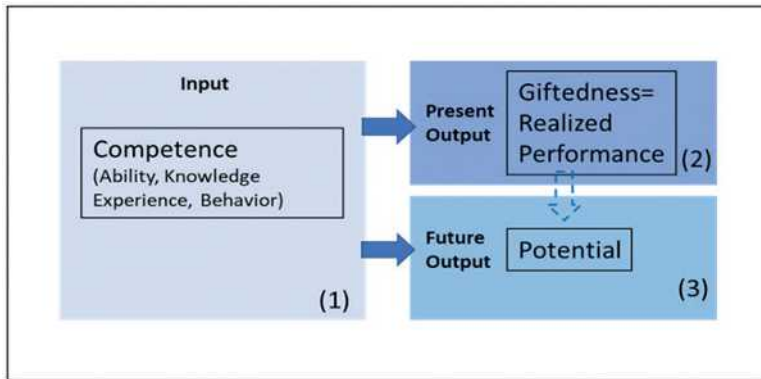 Input
Competence
(Ability, Knowledge
Experience, Behavior)
(1)
Present
Output
Giftedness=
Realized
Performance
(2)
Future
Output
Potential
(3)